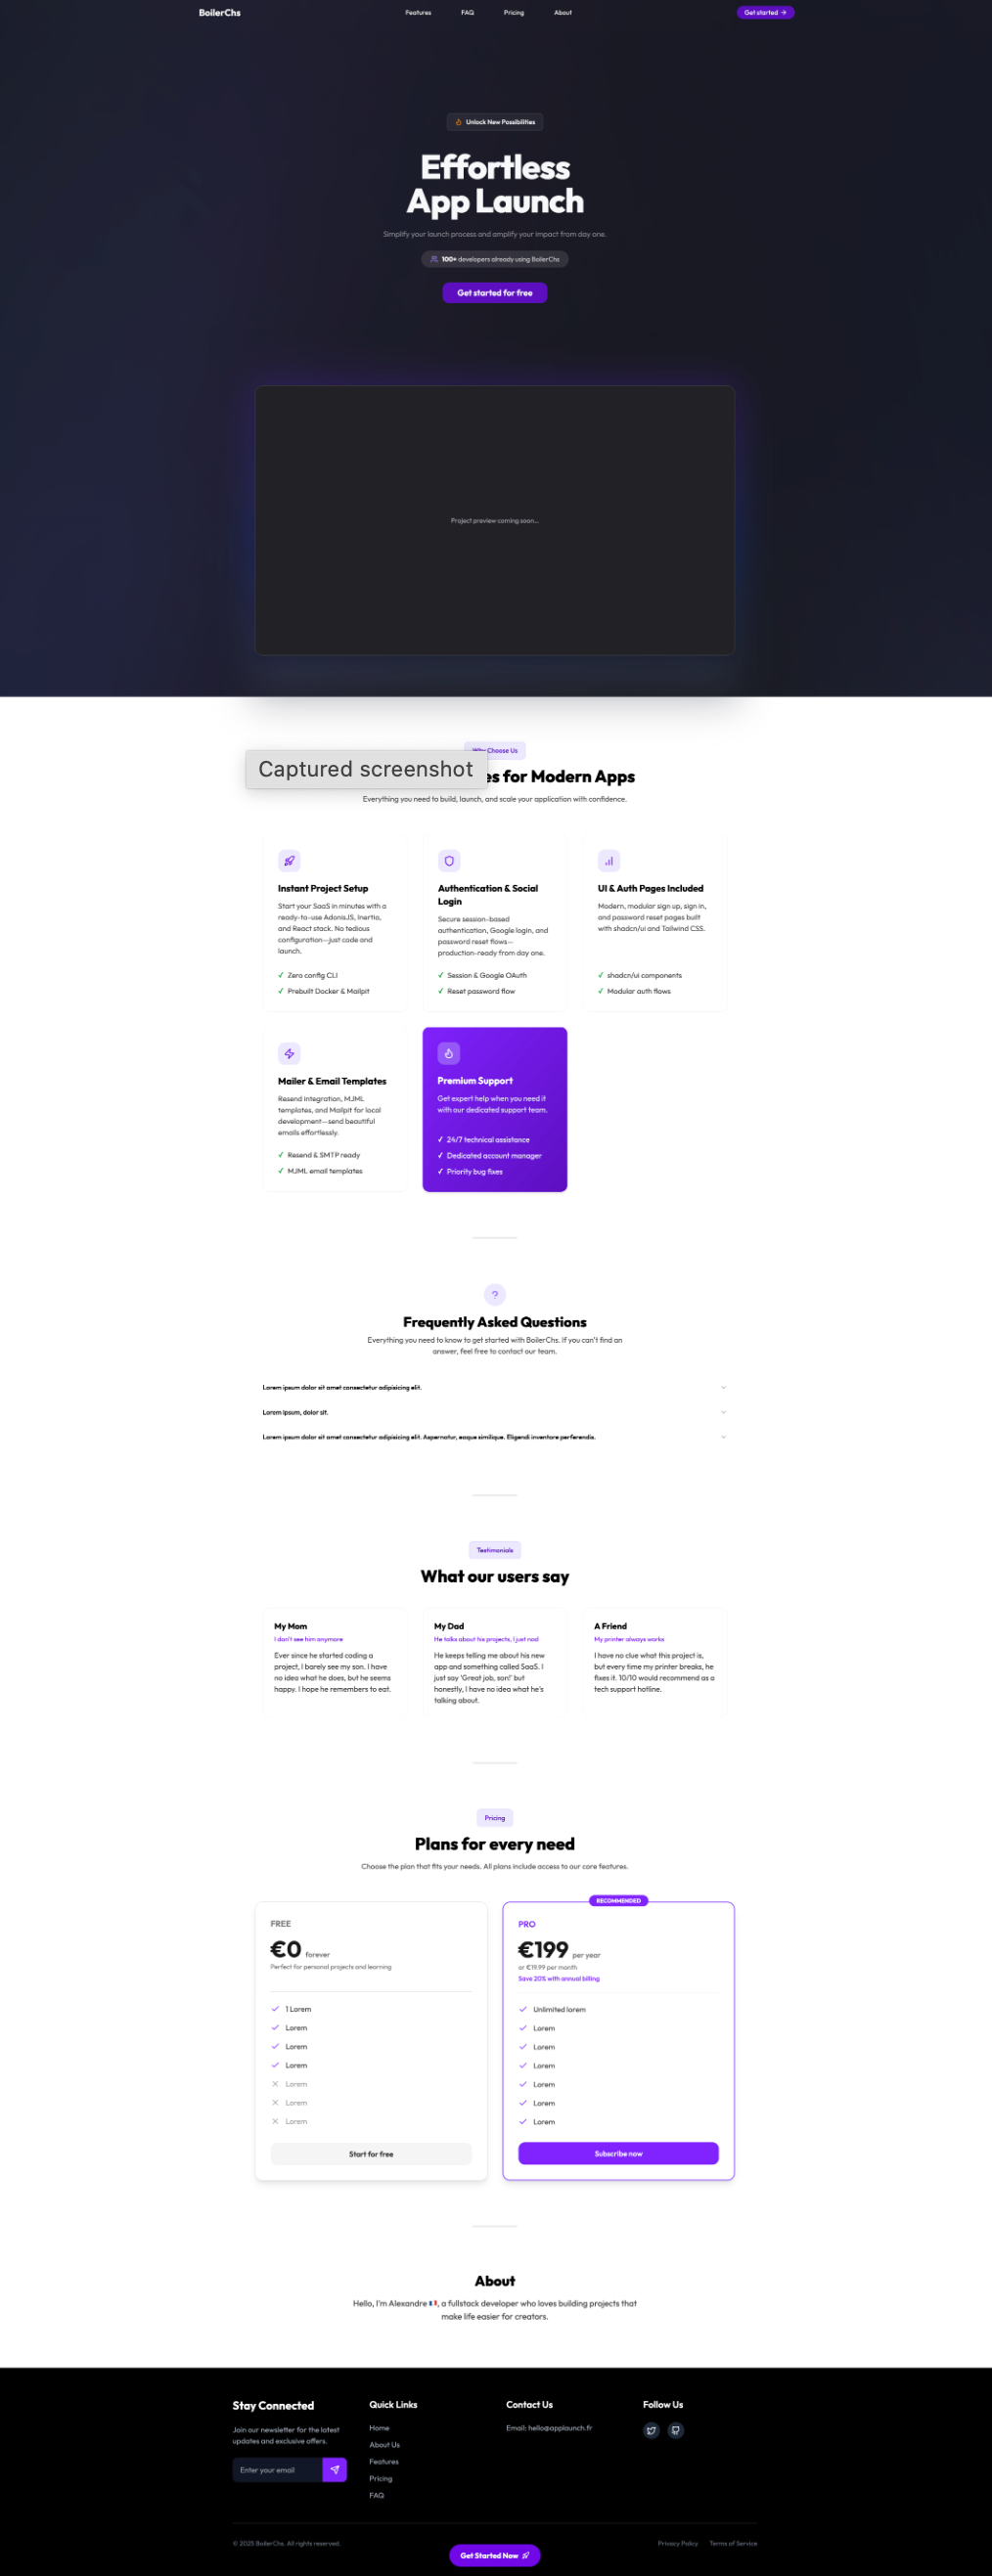 BoilerChs
Features FAQ Pricing About
Get started →
Unlock New Possibilities
Effortless
App Launch
Simplify your launch process and amplify your impact from day one.
100+ developers already using BoilerChs
Get started for free
Project preview coming soon...
Choose Us
Captured screenshot
es for Modern Apps
Everything you need to build, launch, and scale your application with confidence.
Instant Project Setup
Start your SaaS in minutes with a
ready-to-use AdonisJS, Inertia,
and React stack. No tedious
configuration—just code and
launch.
✓ Zero config CLI
✓ Prebuilt Docker & Mailpit
Authentication & Social
Login
Secure session-based
authentication, Google login, and
password reset flows—
production-ready from day one.
✓ Session & Google OAuth
✓ Reset password flow
UI & Auth Pages Included
Modern, modular sign up, sign in,
and password reset pages built
with shadcn/ui and Tailwind CSS.
✓ shadcn/ui components
✓ Modular auth flows
Mailer & Email Templates
Resend integration, MJML
templates, and Mailpit for local
development—send beautiful
emails effortlessly.
✓ Resend & SMTP ready
✓ MJML email templates
Premium Support
Get expert help when you need it
with our dedicated support team.
✓ 24/7 technical assistance
✓ Dedicated account manager
✓ Priority bug fixes
?
Frequently Asked Questions
Everything you need to know to get started with BoilerChs. If you can't find an
answer, feel free to contact our team.
Lorem ipsum dolor sit amet consectetur adipisicing elit.
Lorem ipsum, dolor sit.
Lorem ipsum dolor sit amet consectetur adipisicing elit. Aspernatur, eaque similique. Eligendi inventore perferendis.
Testimonials
What our users say
My Mom
I don't see him anymore
Ever since he started coding a
project, I barely see my son. I have
no idea what he does, but he seems
happy. I hope he remembers to eat.
My Dad
He talks about his projects, I just nod
He keeps telling me about his new
app and something called SaaS. I
just say 'Great job, son!' but
honestly, I have no idea what he's
talking about.
A Friend
My printer always works
I have no clue what this project is,
but every time my printer breaks, he
fixes it. 10/10 would recommend as a
tech support hotline.
Pricing
Plans for every need
Choose the plan that fits your needs. All plans include access to our core features.
FREE
€0 forever
Perfect for personal projects and learning
1 Lorem
Lorem
Lorem
Lorem
Lorem
Lorem
Lorem
Start for free
RECOMMENDED
PRO
€199 per year
or €19.99 per month
Save 20% with annual billing
Unlimited lorem
Lorem
Lorem
Lorem
Lorem
Lorem
Lorem
Subscribe now
About
Hello, I'm Alexandre 🇫🇷, a fullstack developer who loves building projects that
make life easier for creators.
Stay Connected
Join our newsletter for the latest
updates and exclusive offers.
Enter your email
Quick Links
Home
About Us
Features
Pricing
FAQ
Contact Us
Email: hello@applaunch.fr
Follow Us
© 2025 BoilerChs. All rights reserved.
Privacy Policy Terms of Service
Get Started Now